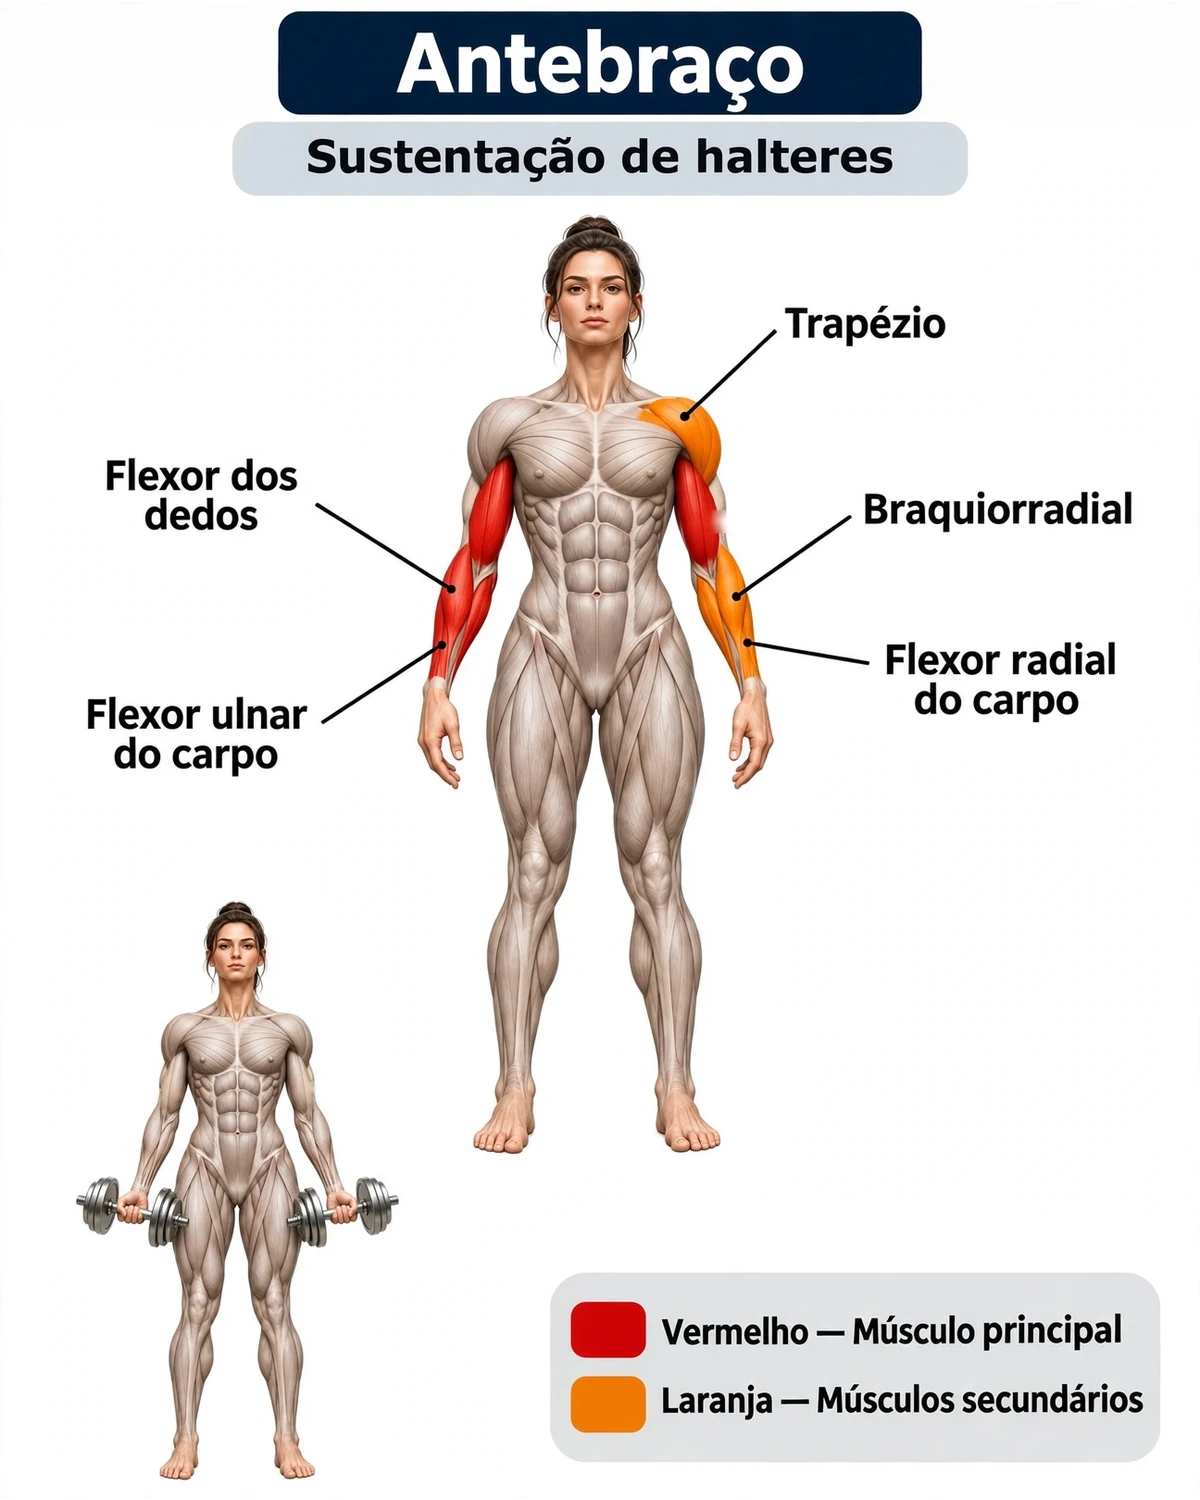 Antebraço
Sustentação de halteres
Trapézio
Flexor dos
dedos
Braquiorradial
Flexor radial
do carpo
Flexor ulnar
do carpo
Vermelho — Músculo principal
Laranja — Músculos secundários